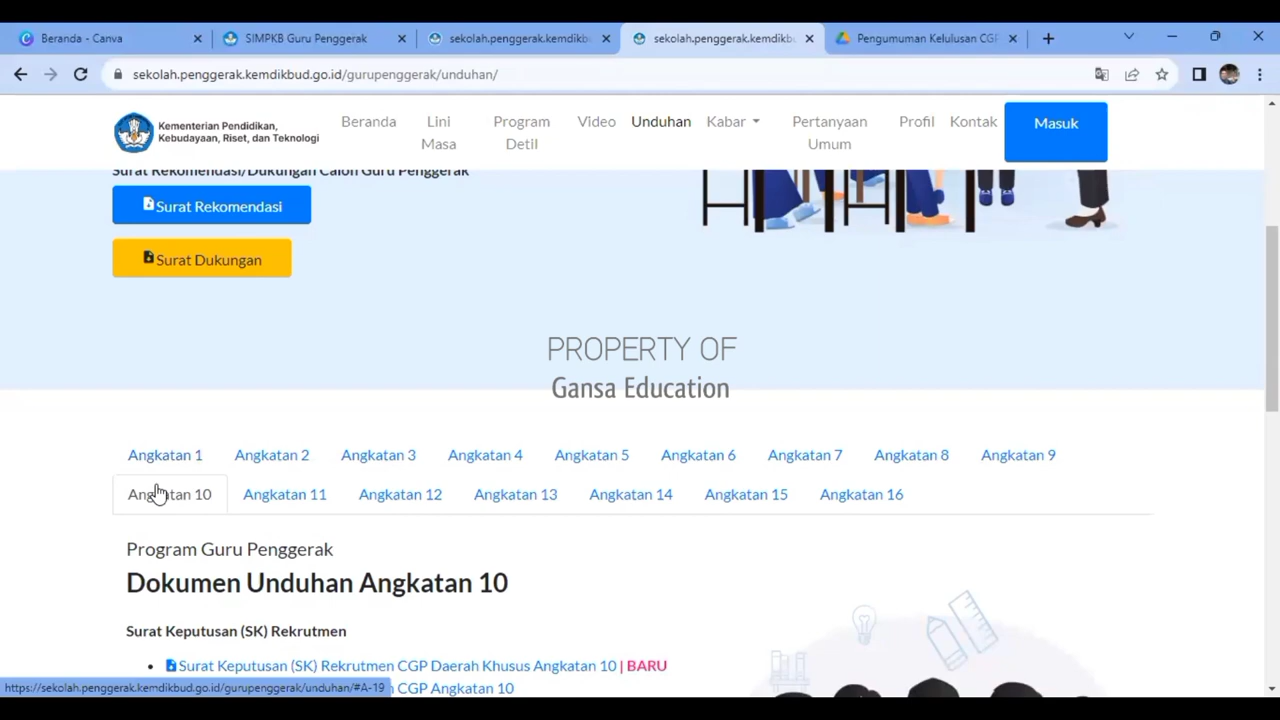 Beranda - Canva
SIMPKB Guru Penggerak
sekolah.penggerak.kemdikb
sekolah.penggerak.kemdikb
Pengumuman Kelulusan CGP
sekolah.penggerak.kemdikbud.go.id/gurupenggerak/unduhan/
Kementerian Pendidikan,
Kebudayaan, Riset, dan Teknologi
Beranda
Lini
Masa
Program
Detil
Video
Unduhan
Kabar
Pertanyaan
Umum
Profil
Kontak
Masuk
Surat Rekomendasi/Dukungan Calon Guru Penggerak
Surat Rekomendasi
Surat Dukungan
PROPERTY OF
Gansa Education
Angkatan 1 Angkatan 2 Angkatan 3 Angkatan 4 Angkatan 5 Angkatan 6 Angkatan 7 Angkatan 8 Angkatan 9
Angkatan 10 Angkatan 11 Angkatan 12 Angkatan 13 Angkatan 14 Angkatan 15 Angkatan 16
Program Guru Penggerak
Dokumen Unduhan Angkatan 10
Surat Keputusan (SK) Rekrutmen
Surat Keputusan (SK) Rekrutmen CGP Daerah Khusus Angkatan 10 | BARU
CGP Angkatan 10
https://sekolah.penggerak.kemdikbud.go.id/gurupenggerak/unduhan/#A-19